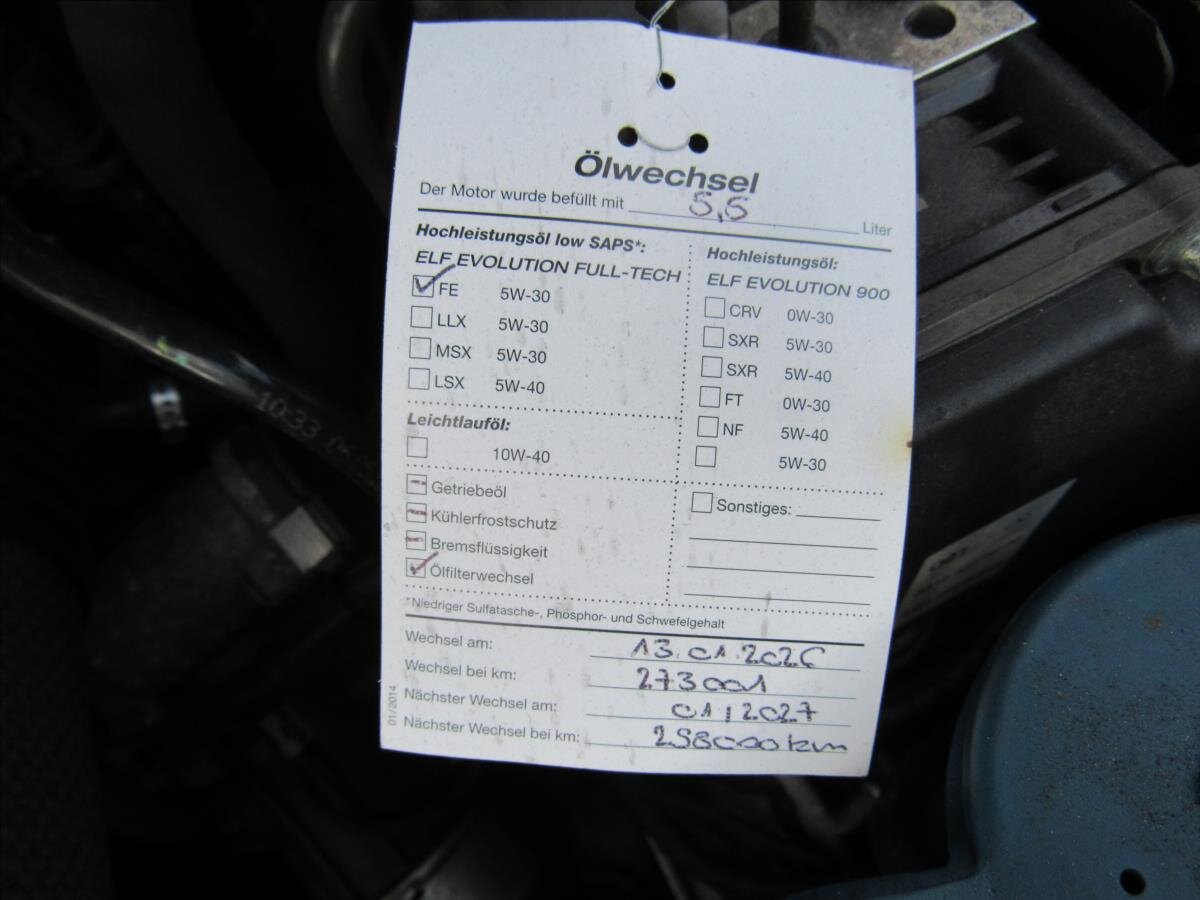 Ölwechsel
Der Motor wurde befüllt mit 5,5 Liter
Hochleistungsöl low SAPS*:
ELF EVOLUTION FULL-TECH
FE 5W-30
LLX 5W-30
MSX 5W-30
LSX 5W-40
Leichtlauföl:
10W-40
Getriebeöl
Kühlerfrostschutz
Bremsflüssigkeit
Ölfilterwechsel
Hochleistungsöl:
ELF EVOLUTION 900
CRV 0W-30
SXR 5W-30
SXR 5W-40
FT 0W-30
NF 5W-40
5W-30
Sonstiges:
*Niedriger Sulfatasche-, Phosphor- und Schwefelgehalt
Wechsel am: 13.01.2026
Wechsel bei km: 273001
Nächster Wechsel am: 01/2027
Nächster Wechsel bei km: 298000km
01/2014
10:33